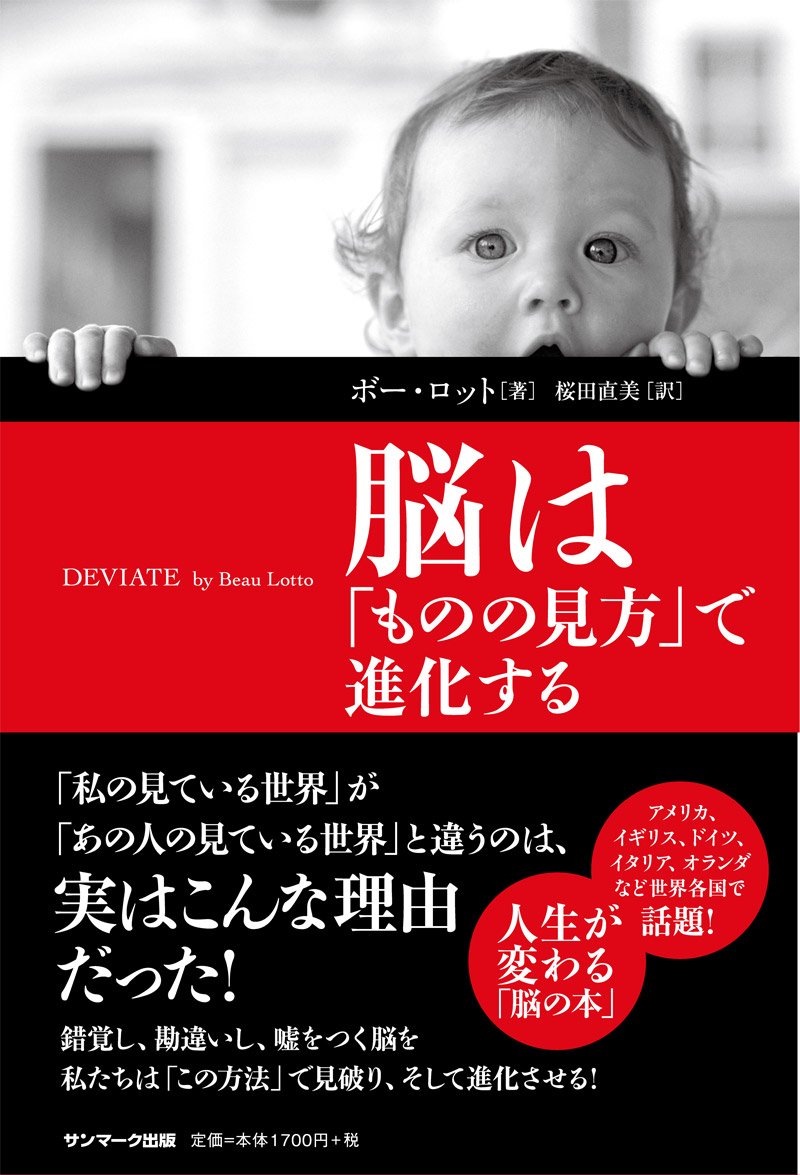 ボー・ロット[著] 桜田直美[訳]
脳は
「ものの見方」で
進化する
DEVIATE by Beau Lotto
「私の見ている世界」が
「あの人の見ている世界」と違うのは、
実はこんな理由
だった!
アメリカ、
イギリス、ドイツ、
イタリア、オランダ
など世界各国で
話題!
人生が
変わる
「脳の本」
錯覚し、勘違いし、嘘をつく脳を
私たちは「この方法」で見破り、そして進化させる!
サンマーク出版 定価=本体1700円+税